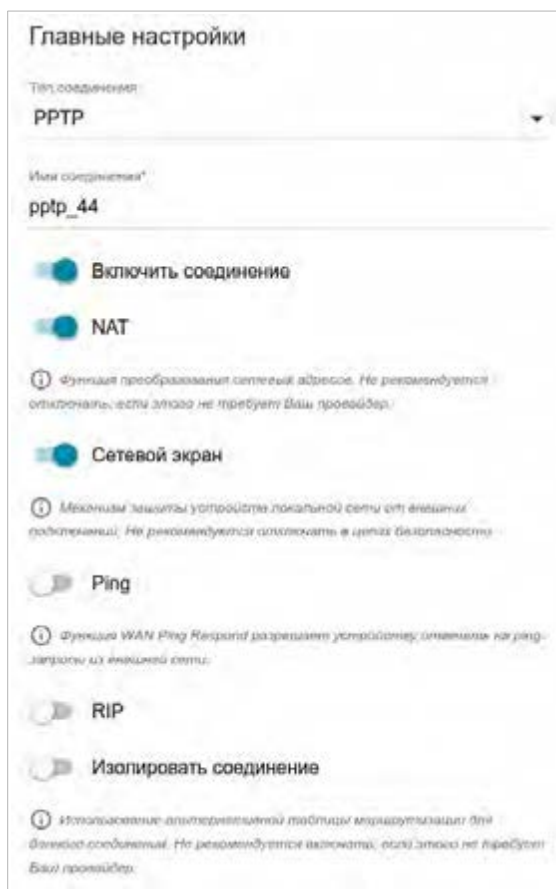 Главные настройки
Тип соединения
PPTP
Имя соединения*
pptp_44
Включить соединение
NAT
Функция преобразования сетевых адресов. Не рекомендуется
отключать, если этого не требует Ваш провайдер.
Сетевой экран
Механизм защиты устройств локальной сети от внешних
подключений. Не рекомендуется отключать в целях безопасности.
Ping
Функция WAN Ping Respond разрешает устройству отвечать на ping-
запросы из внешней сети.
RIP
Изолировать соединение
Использование альтернативной таблицы маршрутизации для
данного соединения. Не рекомендуется включать, если этого не требует
Ваш провайдер.